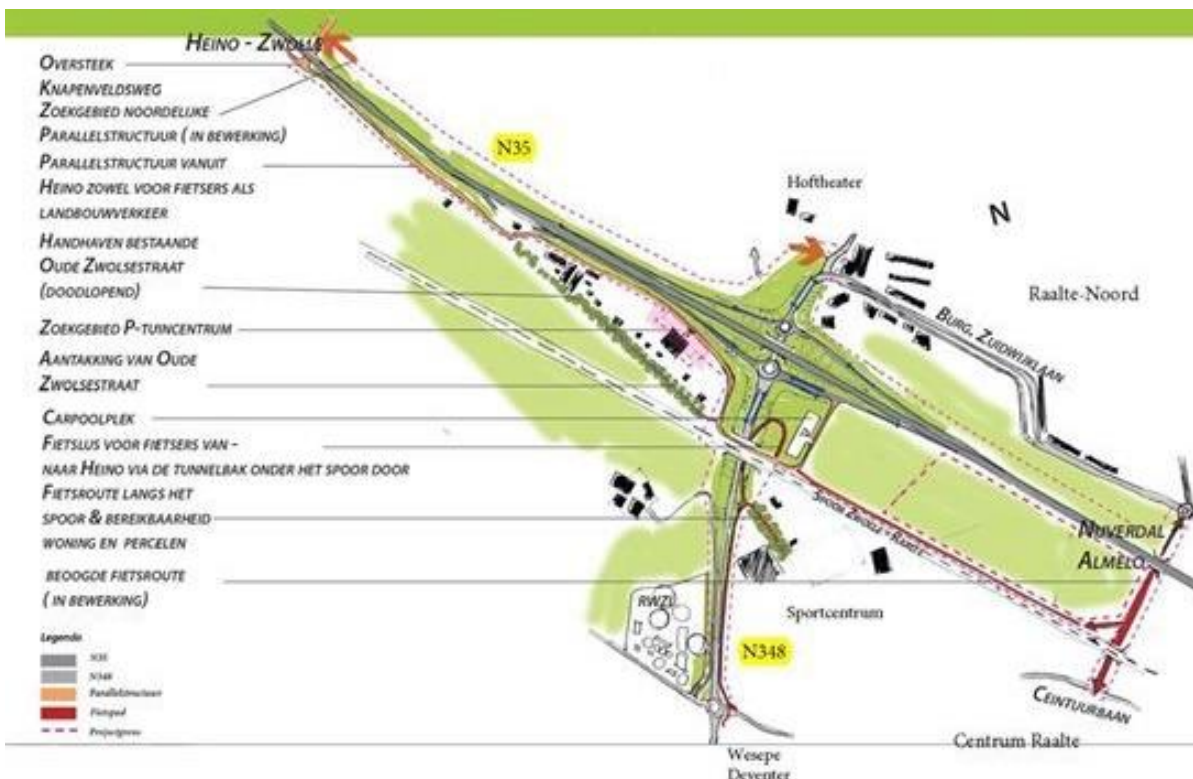 HEINO - ZWOLLE
OVERSTEEK
KNAPENVELDSWEG
ZOEKGEBIED NOORDELIJKE
PARALLELSTRUCTUUR ( IN BEWERKING)
PARALLELSTRUCTUUR VANUIT
HEINO ZOWEL VOOR FIETSERS ALS
LANDBOUWVERKEER
HANDHAVEN BESTAANDE
OUDE ZWOLSESTRAAT
(DOODLOPEND)
ZOEKGEBIED P-TUINCENTRUM
AANTAKKING VAN OUDE
ZWOLSESTRAAT
CARPOOLPLEK
FIETSLUS VOOR FIETSERS VAN -
NAAR HEINO VIA DE TUNNELBAK ONDER HET SPOOR DOOR
FIETSROUTE LANGS HET
SPOOR & BEREIKBAARHEID
WONING EN PERCELEN
BEOOGDE FIETSROUTE
( IN BEWERKING)
Legenda
N35
N348
Parallelstructuur
Fietspad
Projectgrens
N35
Hoftheater
N
Raalte-Noord
BURG. ZUIDWIJKLAAN
SPOOR ZWOLLE - RAALTE
NIJVERDAL
ALMELO
Sportcentrum
RWZI
N348
CEINTUURBAAN
Centrum Raalte
Wesepe
Deventer